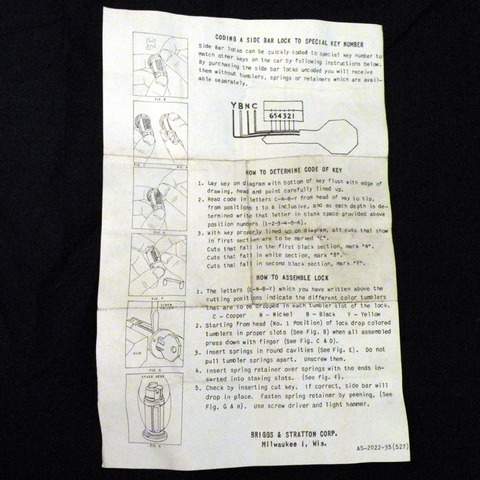 CODING A SIDE BAR LOCK TO SPECIAL KEY NUMBER
Side Bar locks can be quickly coded to special key number to
match other keys on the car by following instructions below.
By purchasing the side bar locks uncoded you will receive
them without tumblers, springs or retainers which are avail-
able separately.
YBNC
654321
HOW TO DETERMINE CODE OF KEY
1. Lay key on diagram with bottom of key flush with edge of
drawing, head and point carefully lined up.
2. Read code in letters C-N-B-Y from head of key to tip,
from positions 1 to 6 inclusive, and as each depth is de-
termined write that letter in blank space provided above
position numbers (1-2-3-4-5-6).
3. With key properly lined up on diagram, all cuts that show
in first section are to be marked "C".
Cuts that fall in first black section, mark "N".
Cuts that fall in white section, mark "B".
Cuts that fall in second black section, mark "Y".
HOW TO ASSEMBLE LOCK
1. The letters (C-N-B-Y) which you have written above the
cutting positions indicate the different color tumblers
that are to be dropped in each tumbler slot of the lock.
C - Copper N - Nickel B - Black Y - Yellow
2. Starting from head (No. 1 Position) of lock drop colored
tumblers in proper slots (See Fig. B) when all assembled
press down with finger (See Fig. C & D).
3. Insert springs in round cavities (See Fig. E). Do not
pull tumbler springs apart. Unscrew them.
4. Insert spring retainer over springs with the ends in-
serted into staking slots. (See Fig. F).
5. Check by inserting cut key. If correct, side bar will
drop in place. Fasten spring retainer by peening, (See
Fig. G & H). Use screw driver and light hammer.
BRIGGS & STRATTON CORP.
Milwaukee 1, Wis.
AS-2022-35(527)
STAKE HERE